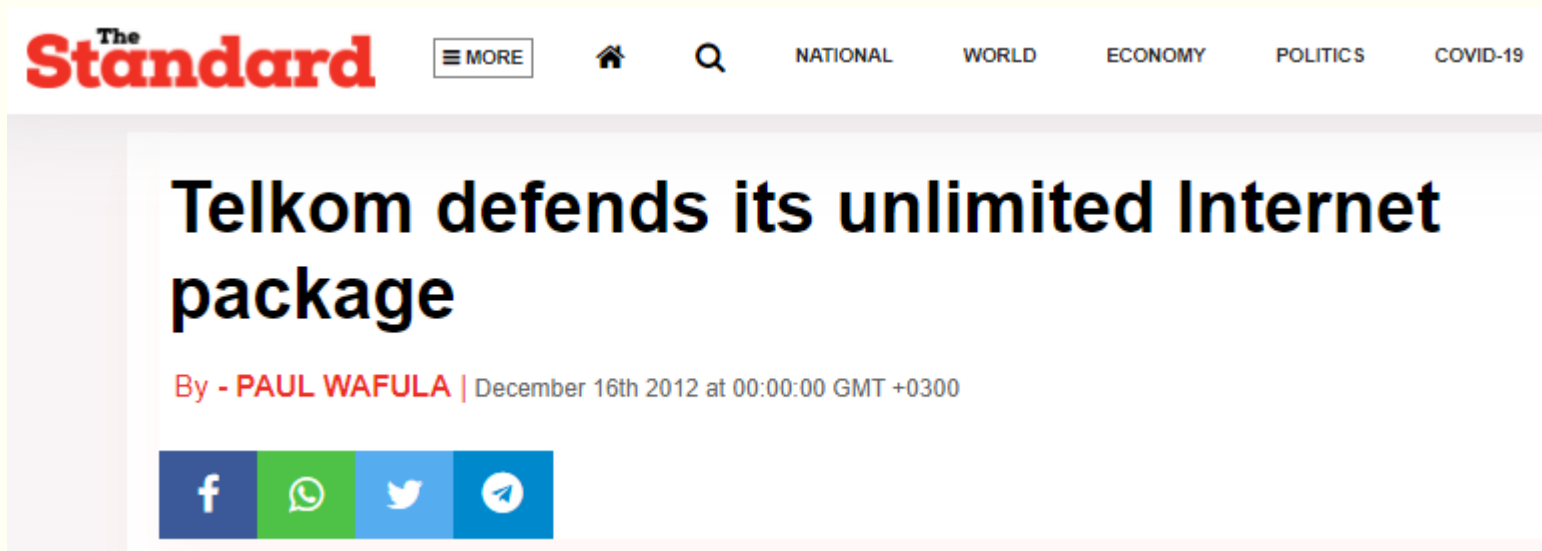 The
Standard
MORE NATIONAL WORLD ECONOMY POLITICS COVID-19
Telkom defends its unlimited Internet
package
By - PAUL WAFULA | December 16th 2012 at 00:00:00 GMT +0300